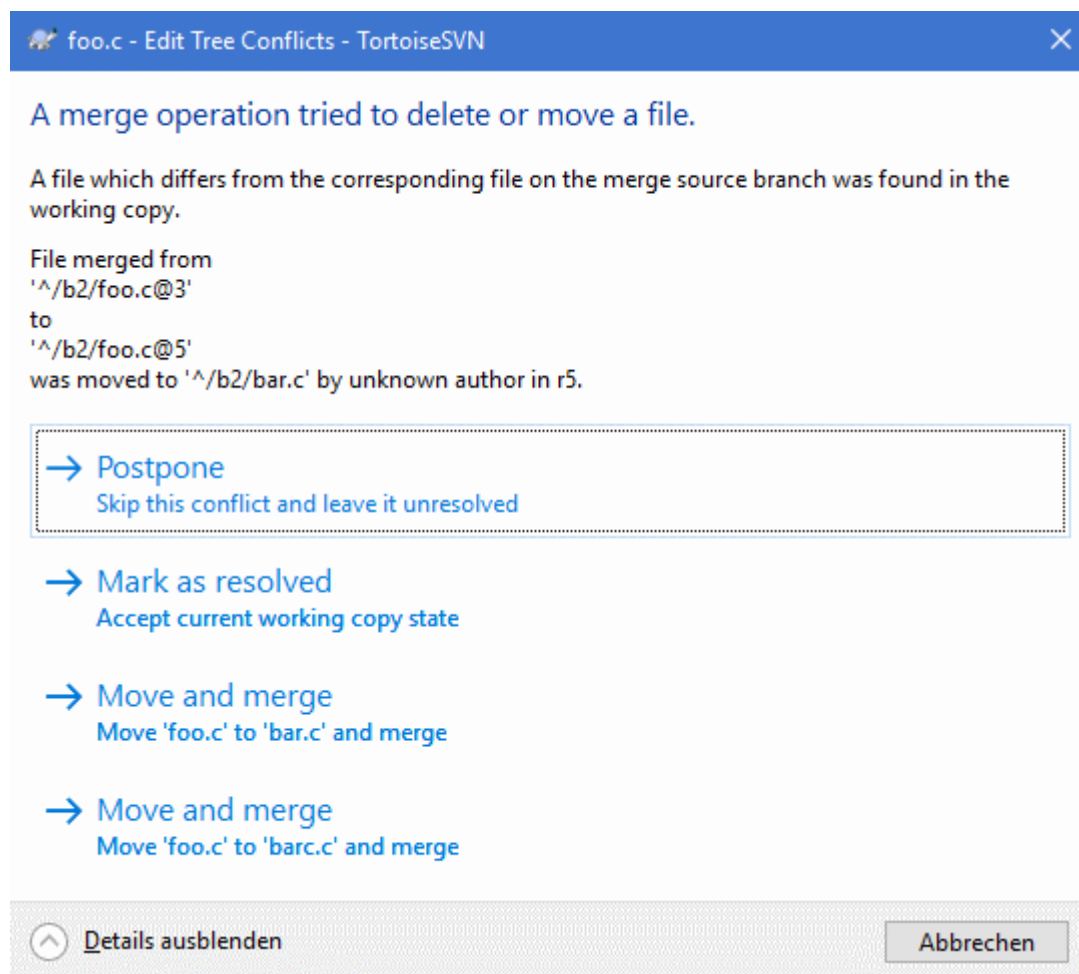 foo.c - Edit Tree Conflicts - TortoiseSVN
A merge operation tried to delete or move a file.
A file which differs from the corresponding file on the merge source branch was found in the
working copy.
File merged from
'^/b2/foo.c@3'
to
'^/b2/foo.c@5'
was moved to '^/b2/bar.c' by unknown author in r5.
Postpone
Skip this conflict and leave it unresolved
Mark as resolved
Accept current working copy state
Move and merge
Move 'foo.c' to 'bar.c' and merge
Move and merge
Move 'foo.c' to 'barc.c' and merge
Details ausblenden
Abbrechen